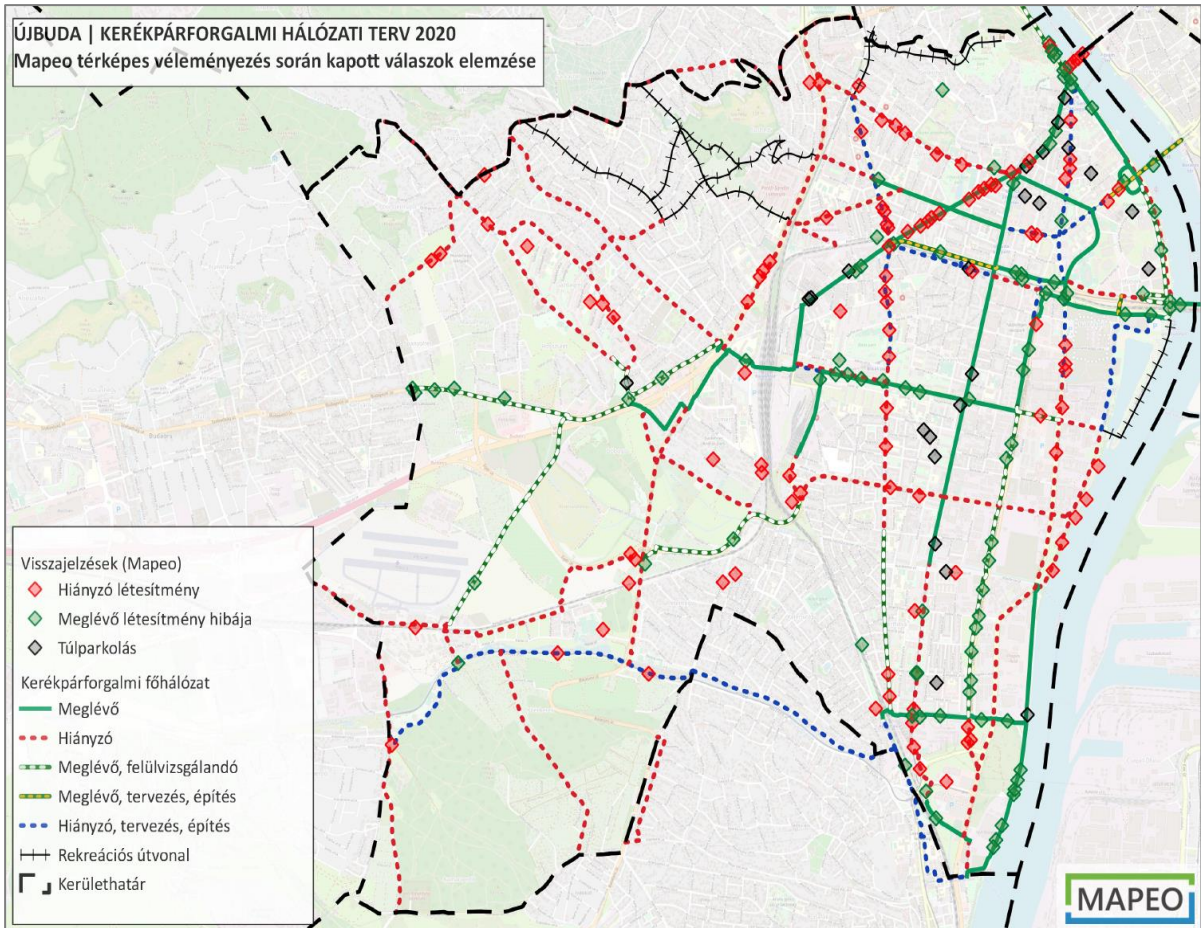 ÚJBUDA | KERÉKPÁRFORGALMI HÁLÓZATI TERV 2020
Mapeo térképes véleményezés során kapott válaszok elemzése
Visszajelzések (Mapeo)
Hiányzó létesítmény
Meglévő létesítmény hibája
Túlparkolás
Kerékpárforgalmi főhálózat
Meglévő
Hiányzó
Meglévő, felülvizsgálandó
Meglévő, tervezés, építés
Hiányzó, tervezés, építés
Rekreációs útvonal
Kerülethatár
MAPEO